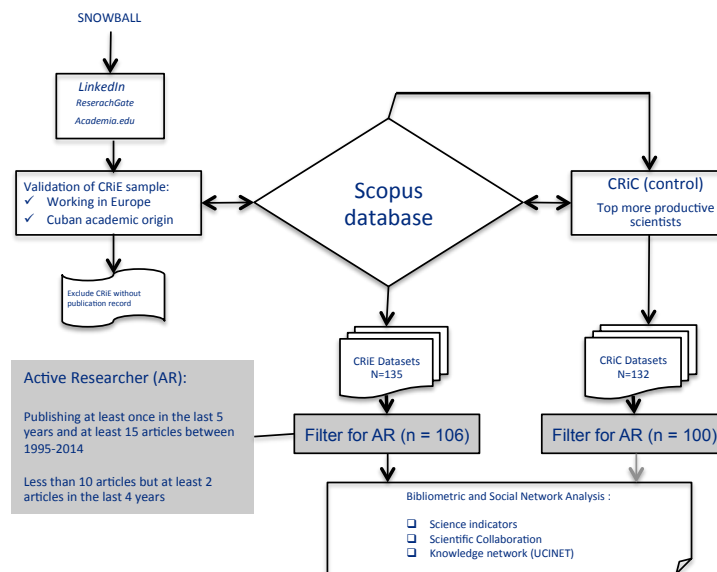 SNOWBALL
LinkedIn
ReserachGate
Academia.edu
Validation of CRiE sample:
✓ Working in Europe
✓ Cuban academic origin
Exclude CRiE without
publication record
Scopus
database
CRiC (control)
Top more productive
scientists
CRiE Datasets
N=135
CRiC Datasets
N=132
Active Researcher (AR):
Publishing at least once in the last 5
years and at least 15 articles between
1995-2014
Less than 10 articles but at least 2
articles in the last 4 years
Filter for AR (n = 106)
Filter for AR (n = 100)
Bibliometric and Social Network Analysis :
❑ Science indicators
❑ Scientific Collaboration
❑ Knowledge network (UCINET)